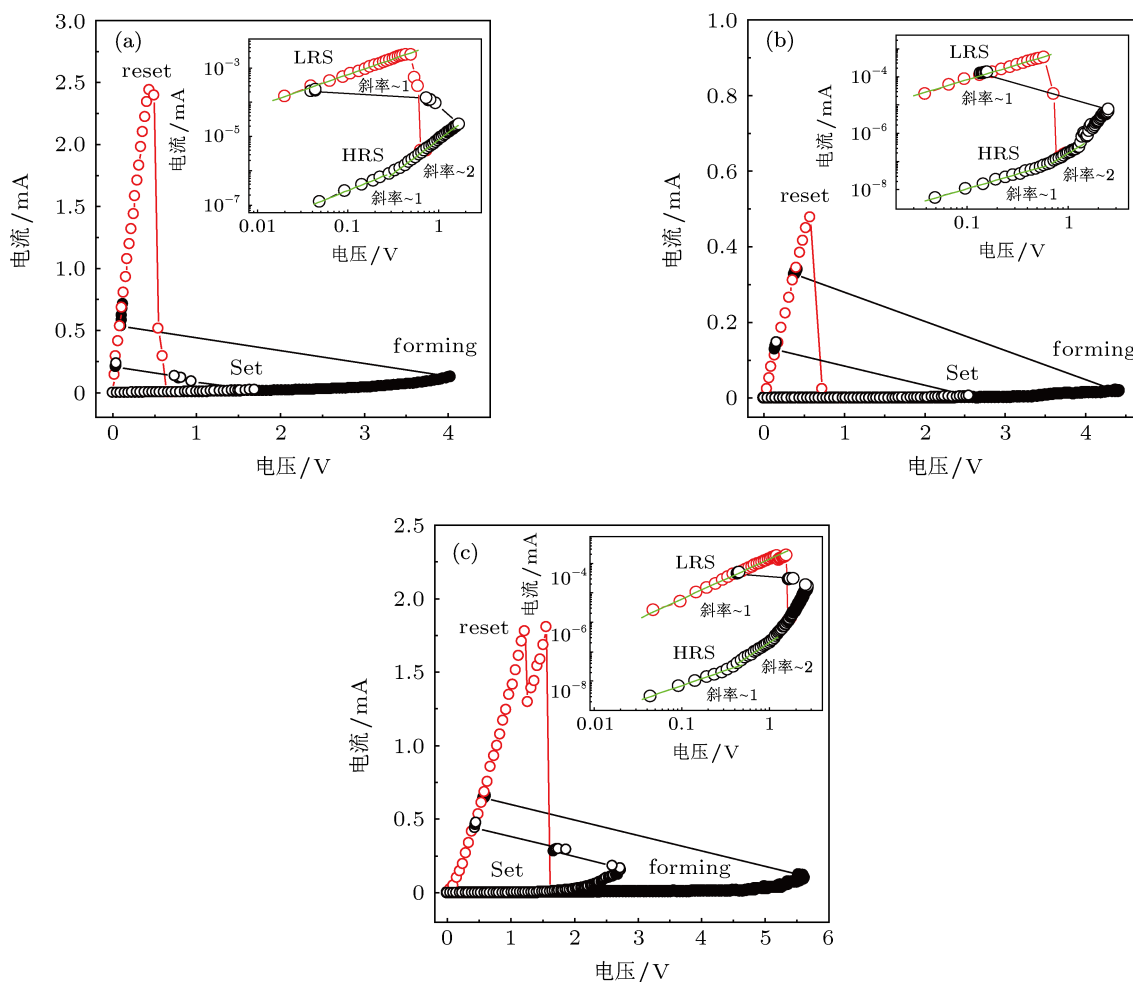 (a)
3.0
2.5
2.0
1.5
1.0
0.5
0
电流/mA
0
1
2
3
4
电压/V
reset
Set
forming
10⁻³
10⁻⁵
10⁻⁷
电流/mA
0.01
0.1
1
电压/V
LRS
斜率~1
HRS
斜率~2
斜率~1
(b)
1.0
0.8
0.6
0.4
0.2
0
电流/mA
0
1
2
3
4
电压/V
reset
Set
forming
10⁻⁴
10⁻⁶
10⁻⁸
电流/mA
0.1
1
电压/V
LRS
斜率~1
HRS
斜率~2
斜率~1
(c)
2.5
2.0
1.5
1.0
0.5
0
电流/mA
0
1
2
3
4
5
6
电压/V
reset
Set
forming
10⁻⁴
10⁻⁶
10⁻⁸
电流/mA
0.01
0.1
1
电压/V
LRS
斜率~1
HRS
斜率~2
斜率~1